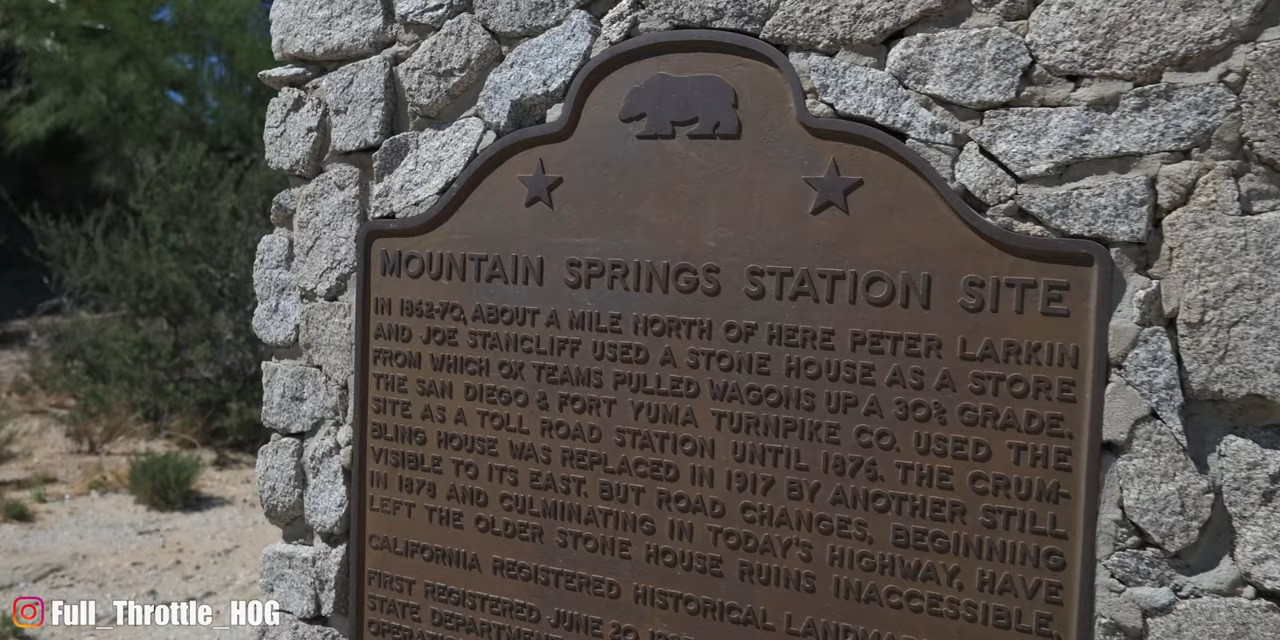 MOUNTAIN SPRINGS STATION SITE
IN 1862-70, ABOUT A MILE NORTH OF HERE PETER LARKIN
AND JOE STANCLIFF USED A STONE HOUSE AS A STORE
FROM WHICH OX TEAMS PULLED WAGONS UP A 30% GRADE.
THE SAN DIEGO & FORT YUMA TURNPIKE CO. USED THE
SITE AS A TOLL ROAD STATION UNTIL 1876. THE CRUM-
BLING HOUSE WAS REPLACED IN 1917 BY ANOTHER STILL
VISIBLE TO ITS EAST. BUT ROAD CHANGES, BEGINNING
IN 1878 AND CULMINATING IN TODAY'S HIGHWAY, HAVE
LEFT THE OLDER STONE HOUSE RUINS INACCESSIBLE.
CALIFORNIA REGISTERED HISTORICAL
FIRST REGISTERED JUNE 20,
STATE DEPARTMENT
Full_Throttle_HOG